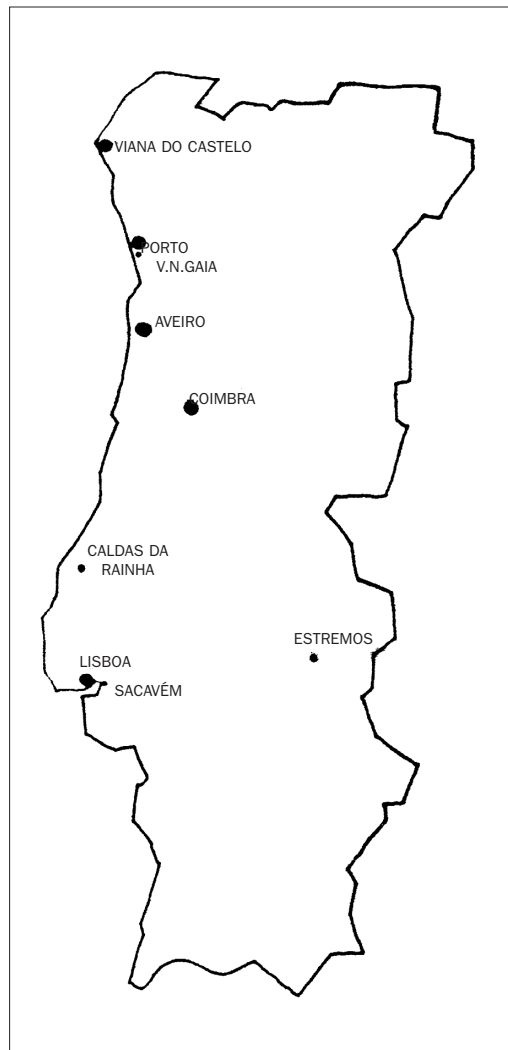 VIANA DO CASTELO
PORTO
V.N.GAIA
AVEIRO
COIMBRA
CALDAS DA
RAINHA
ESTREMOS
LISBOA
SACAVÉM